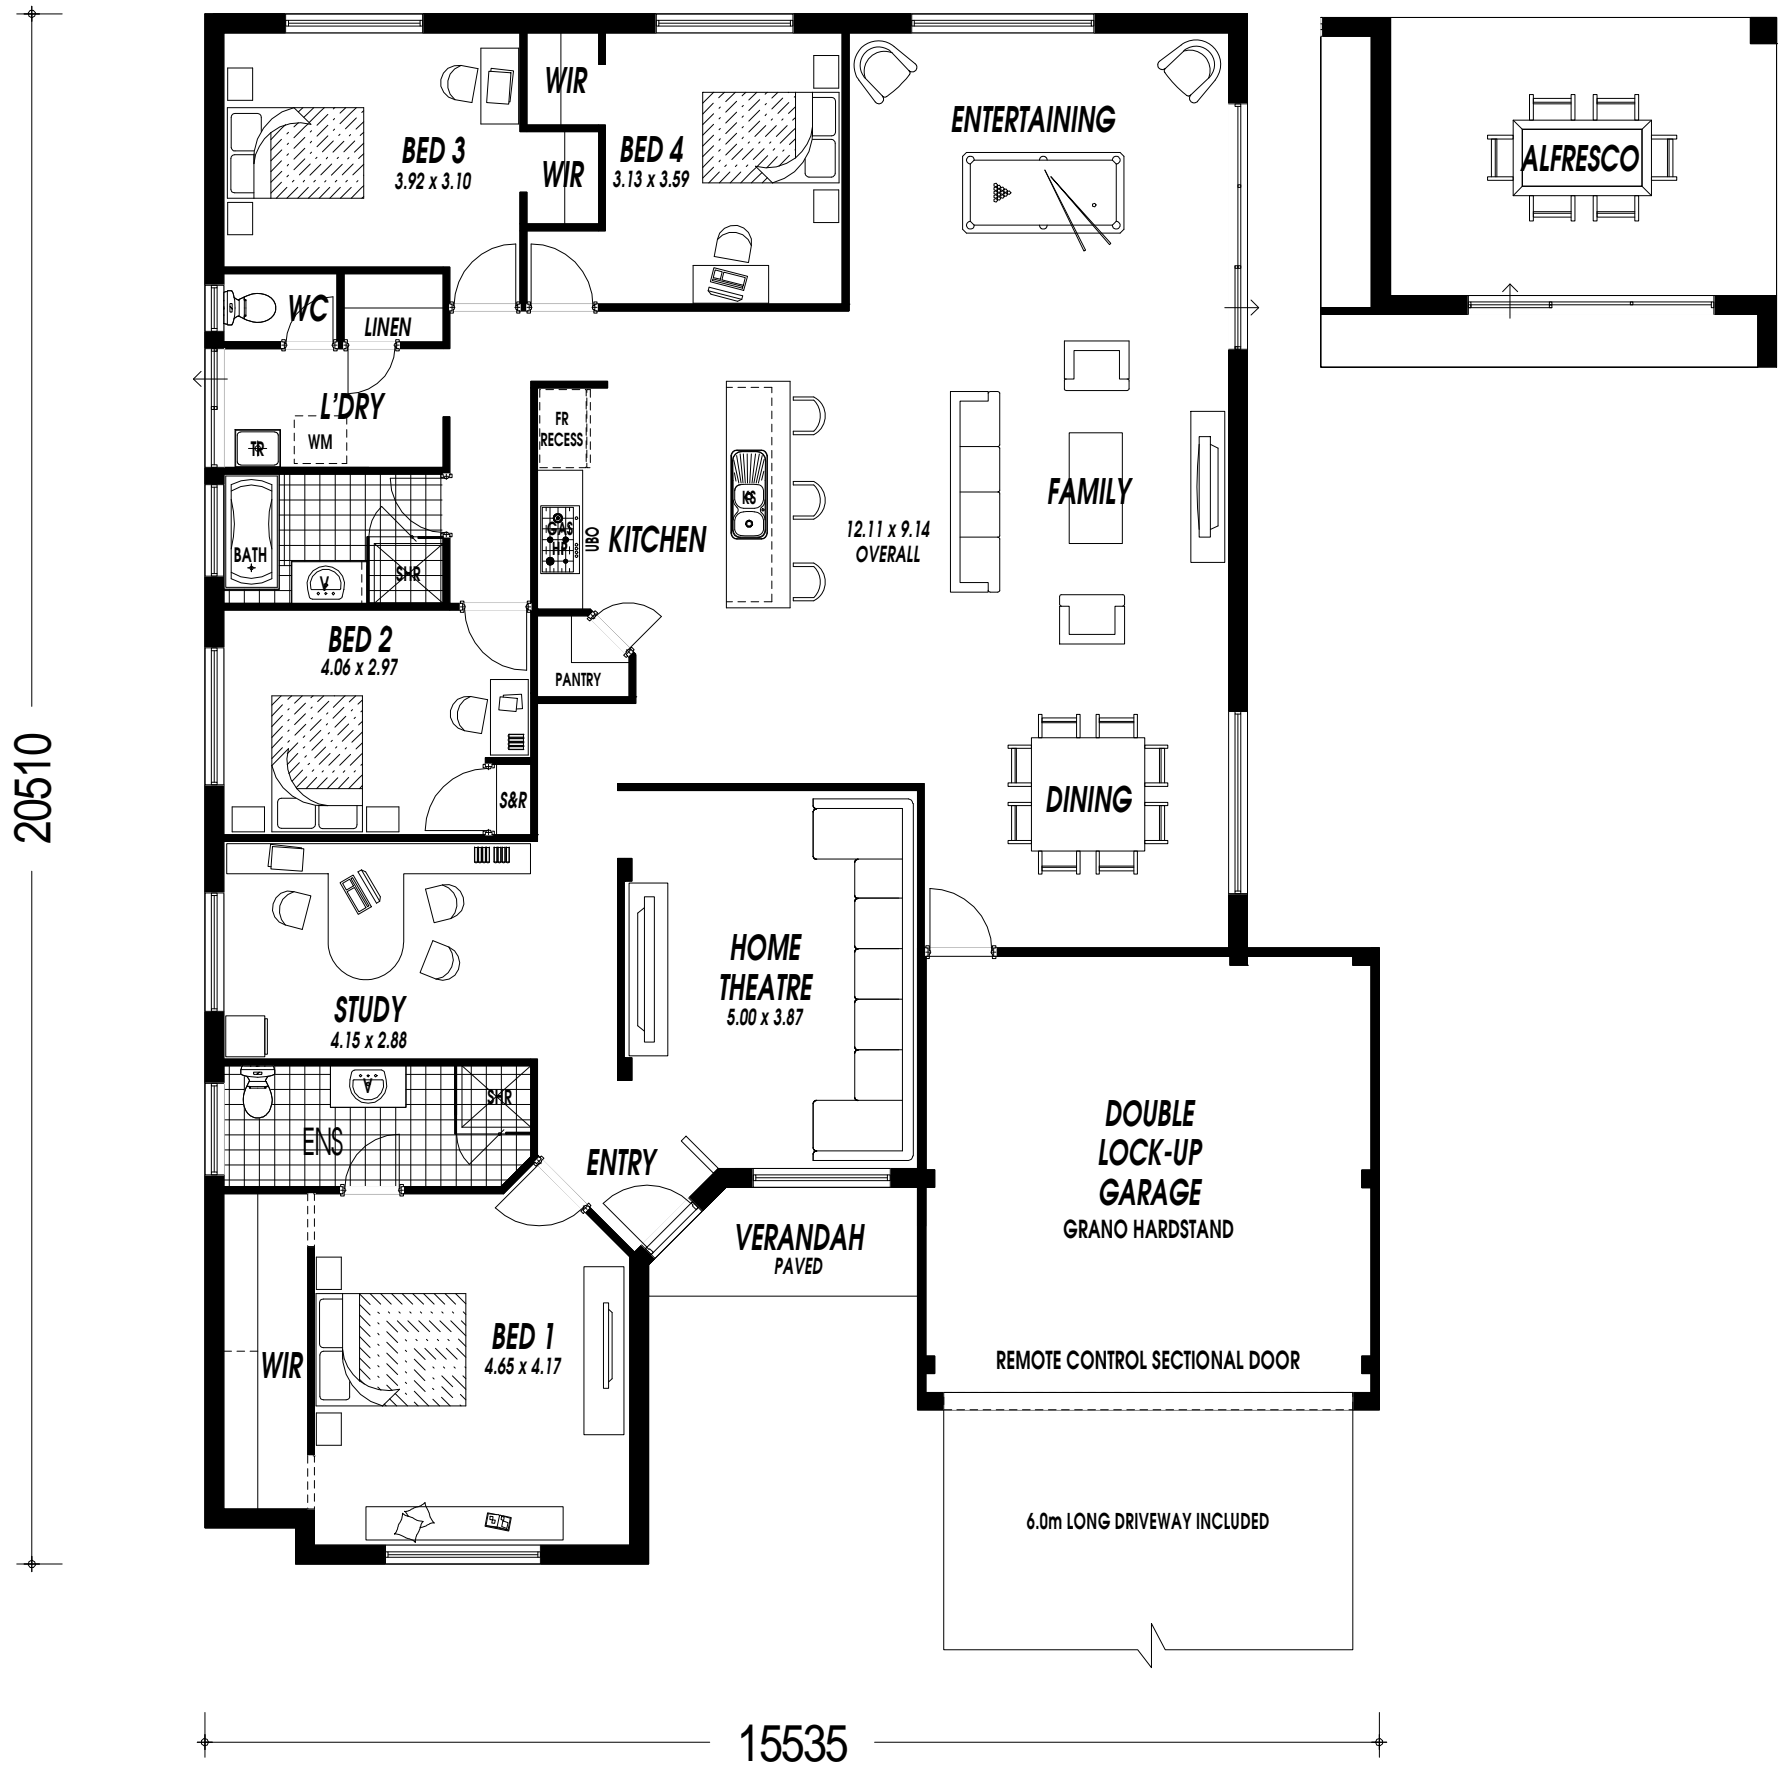 WIR
ENTERTAINING
BED 3
3.92 x 3.10
WIR
BED 4
3.13 x 3.59
ALFRESCO
WC
LINEN
L'DRY
TR
WM
FR
RECESS
KS
FAMILY
GAS
HP
UBO
KITCHEN
12.11 x 9.14
OVERALL
BATH
V
SHR
BED 2
4.06 x 2.97
PANTRY
S&R
DINING
20510
HOME
THEATRE
5.00 x 3.87
STUDY
4.15 x 2.88
V
SHR
ENS
ENTRY
DOUBLE
LOCK-UP
GARAGE
GRANO HARDSTAND
VERANDAH
PAVED
WIR
BED 1
4.65 x 4.17
REMOTE CONTROL SECTIONAL DOOR
6.0m LONG DRIVEWAY INCLUDED
15535